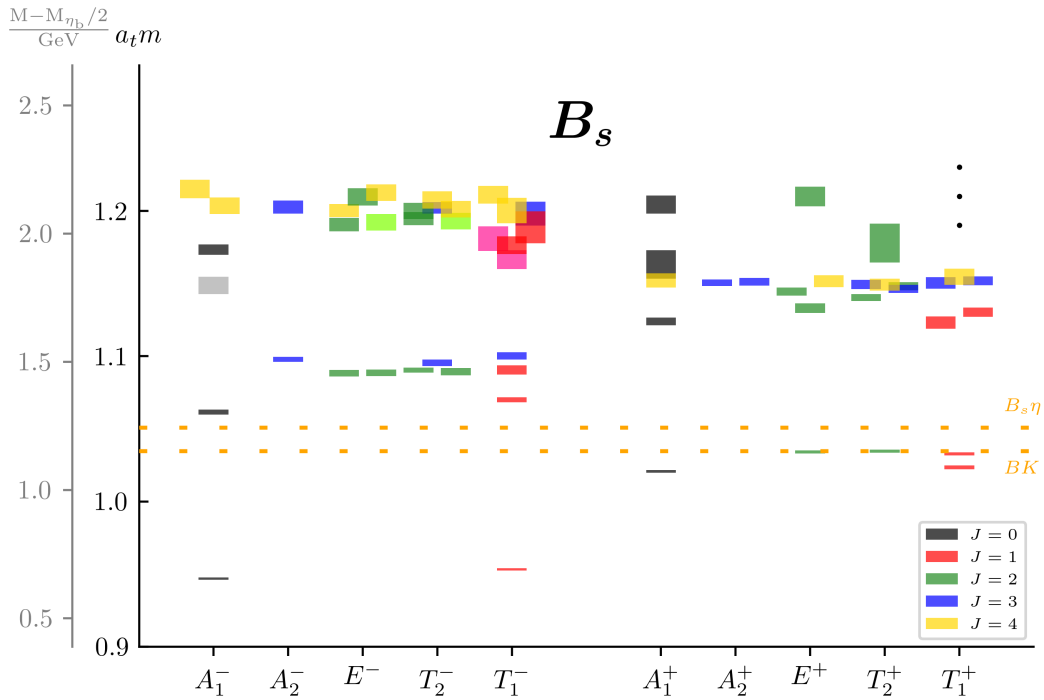 M−M_{η_b}/2
GeV
a_t m
B_s
2.5
2.0
1.5
1.0
0.5
1.2
1.1
1.0
0.9
B_s η
BK
J = 0
J = 1
J = 2
J = 3
J = 4
A_1^- A_2^- E^- T_2^- T_1^- A_1^+ A_2^+ E^+ T_2^+ T_1^+